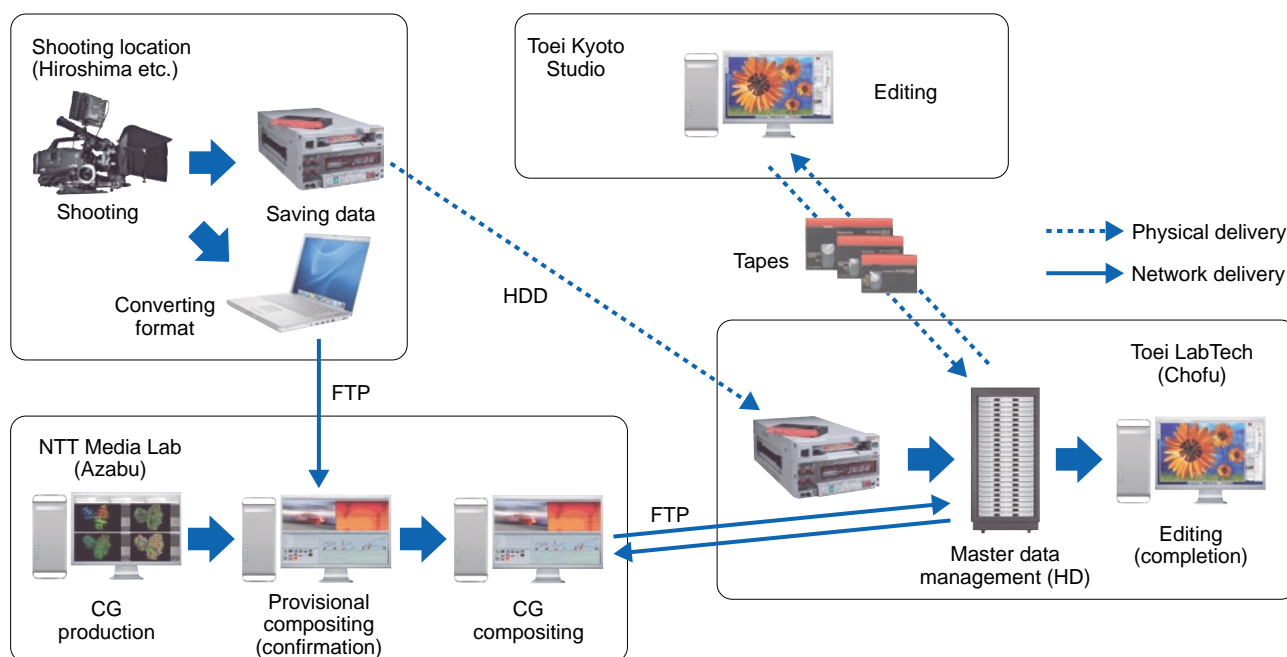 Shooting location
(Hiroshima etc.)
Shooting
Saving data
Converting
format
Toei Kyoto
Studio
Editing
Tapes
Physical delivery
Network delivery
HDD
FTP
Toei LabTech
(Chofu)
NTT Media Lab
(Azabu)
FTP
CG
production
Provisional
compositing
(confirmation)
CG
compositing
Master data
management (HD)
Editing
(completion)